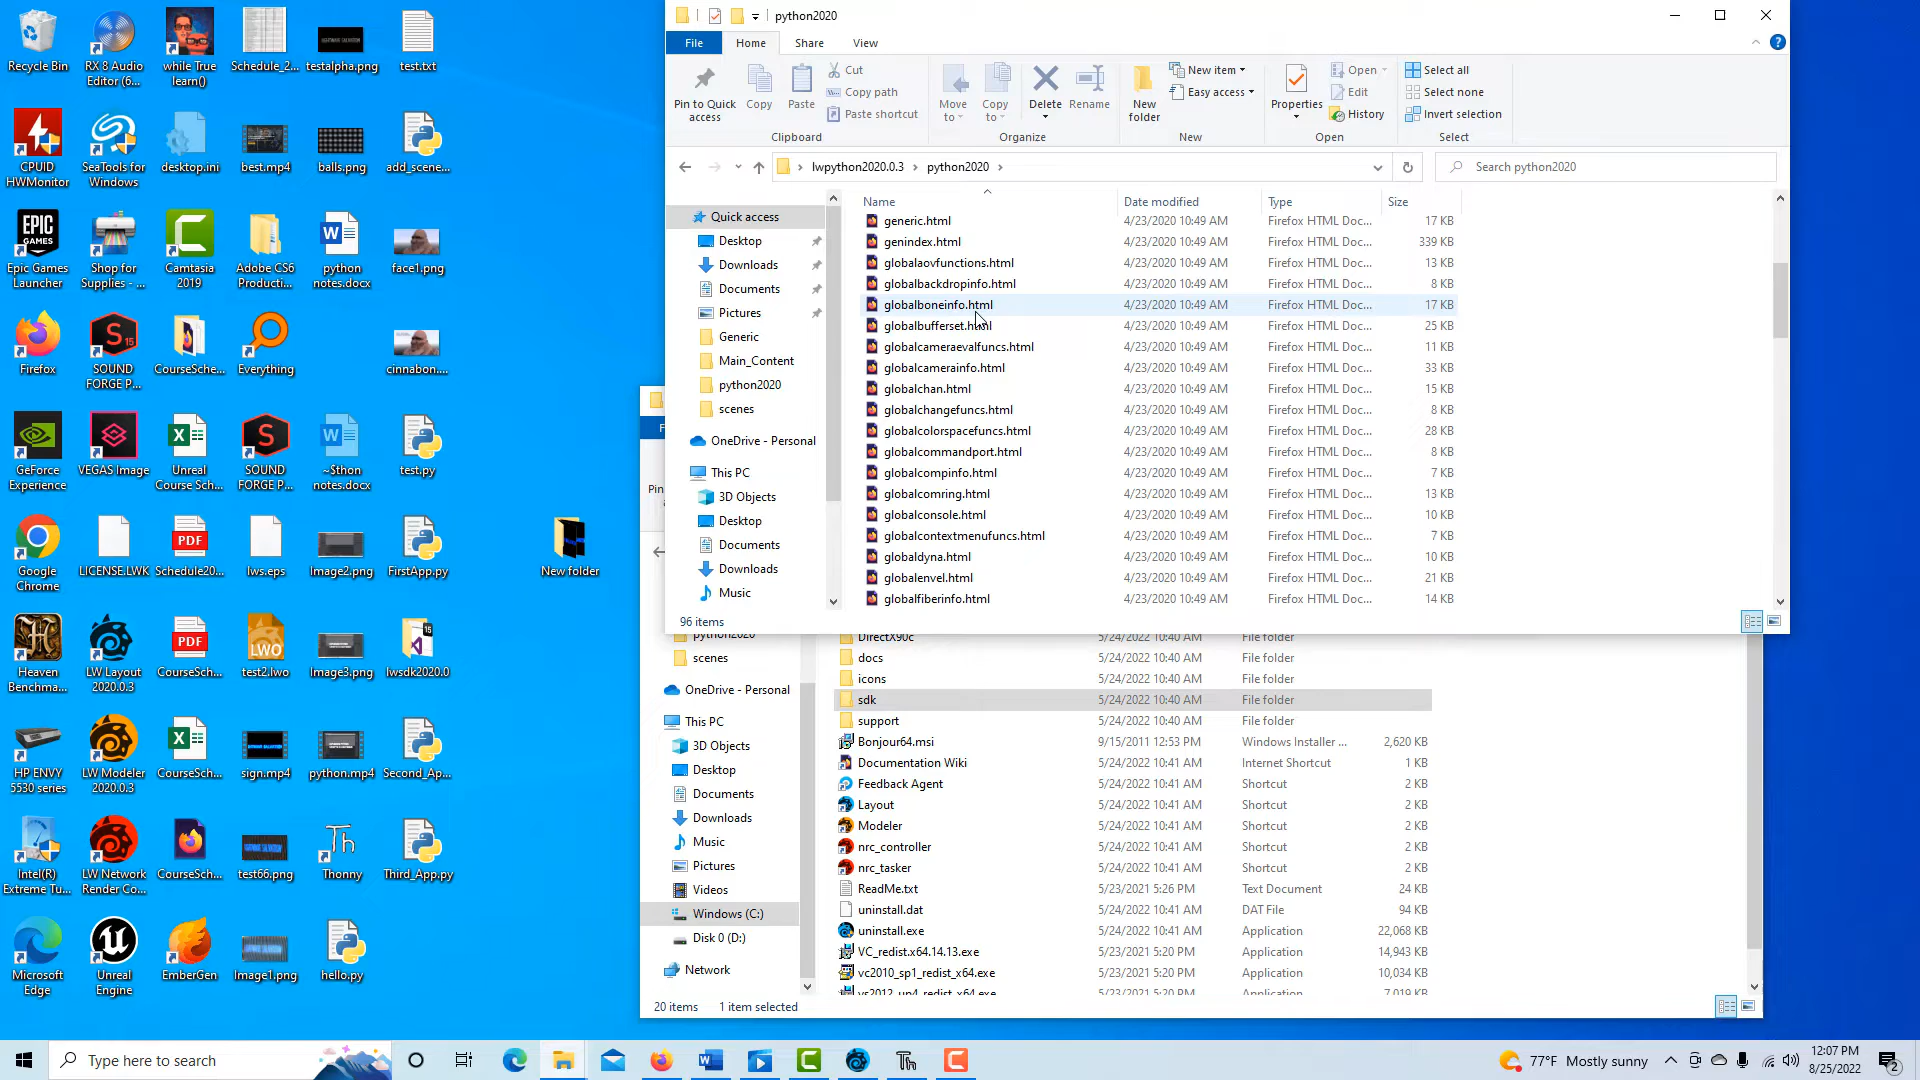 Recycle Bin
RX 8 Audio Editor (6...
while True learn()
Schedule_2...
testalpha.png
test.txt
CPUID HWMonitor
SeaTools for Windows
desktop.ini
best.mp4
balls.png
add_scene...
Epic Games Launcher
Shop for Supplies - ...
Camtasia 2019
Adobe CS6 Producti...
python notes.docx
face1.png
Firefox
SOUND FORGE P...
CourseSche...
Everything
cinnabon....
GeForce Experience
VEGAS Image
Unreal Course Sch...
SOUND FORGE P...
~$thon notes.docx
test.py
Google Chrome
LICENSE.LWK
Schedule20...
lws.eps
Image2.png
FirstApp.py
New folder
Heaven Benchma...
LW Layout 2020.0.3
CourseSch...
test2.lwo
Image3.png
lwsdk2020.0
HP ENVY 5530 series
LW Modeler 2020.0.3
CourseSch...
sign.mp4
python.mp4
Second_Ap...
Intel(R) Extreme Tu...
LW Network Render Co...
CourseSch...
test66.png
Thonny
Third_App.py
Microsoft Edge
Unreal Engine
EmberGen
Image1.png
hello.py
python2020
File Home Share View
Pin to Quick access
Copy
Paste
Cut
Copy path
Paste shortcut
Clipboard
Move to
Copy to
Delete
Rename
Organize
New folder
New item
Easy access
New
Properties
Open
Edit
History
Open
Select all
Select none
Invert selection
Select
lwpython2020.0.3 > python2020 >
Search python2020
Quick access
Desktop
Downloads
Documents
Pictures
Generic
Main_Content
python2020
scenes
OneDrive - Personal
This PC
3D Objects
Desktop
Documents
Downloads
Music
Name Date modified Type Size
generic.html 4/23/2020 10:49 AM Firefox HTML Doc... 17 KB
genindex.html 4/23/2020 10:49 AM Firefox HTML Doc... 339 KB
globalaovfunctions.html 4/23/2020 10:49 AM Firefox HTML Doc... 13 KB
globalbackdropinfo.html 4/23/2020 10:49 AM Firefox HTML Doc... 8 KB
globalboneinfo.html 4/23/2020 10:49 AM Firefox HTML Doc... 17 KB
globalbufferset.html 4/23/2020 10:49 AM Firefox HTML Doc... 25 KB
globalcameraevalfuncs.html 4/23/2020 10:49 AM Firefox HTML Doc... 11 KB
globalcamerainfo.html 4/23/2020 10:49 AM Firefox HTML Doc... 33 KB
globalchan.html 4/23/2020 10:49 AM Firefox HTML Doc... 15 KB
globalchangefuncs.html 4/23/2020 10:49 AM Firefox HTML Doc... 8 KB
globalcolorspacefuncs.html 4/23/2020 10:49 AM Firefox HTML Doc... 28 KB
globalcommandport.html 4/23/2020 10:49 AM Firefox HTML Doc... 8 KB
globalcompinfo.html 4/23/2020 10:49 AM Firefox HTML Doc... 7 KB
globalcomring.html 4/23/2020 10:49 AM Firefox HTML Doc... 13 KB
globalconsole.html 4/23/2020 10:49 AM Firefox HTML Doc... 10 KB
globalcontextmenufuncs.html 4/23/2020 10:49 AM Firefox HTML Doc... 7 KB
globaldyna.html 4/23/2020 10:49 AM Firefox HTML Doc... 10 KB
globalenvel.html 4/23/2020 10:49 AM Firefox HTML Doc... 21 KB
globalfiberinfo.html 4/23/2020 10:49 AM Firefox HTML Doc... 14 KB
96 items
python2020
scenes
OneDrive - Personal
This PC
3D Objects
Desktop
Documents
Downloads
Music
Pictures
Videos
Windows (C:)
Disk 0 (D:)
Network
DirectX90c 5/24/2022 10:40 AM File folder
docs 5/24/2022 10:40 AM File folder
icons 5/24/2022 10:40 AM File folder
sdk 5/24/2022 10:40 AM File folder
support 5/24/2022 10:40 AM File folder
Bonjour64.msi 9/15/2011 12:53 PM Windows Installer ... 2,620 KB
Documentation Wiki 5/24/2022 10:41 AM Internet Shortcut 1 KB
Feedback Agent 5/24/2022 10:41 AM Shortcut 2 KB
Layout 5/24/2022 10:41 AM Shortcut 2 KB
Modeler 5/24/2022 10:41 AM Shortcut 2 KB
nrc_controller 5/24/2022 10:41 AM Shortcut 2 KB
nrc_tasker 5/24/2022 10:41 AM Shortcut 2 KB
ReadMe.txt 5/23/2021 5:26 PM Text Document 24 KB
uninstall.dat 5/24/2022 10:41 AM DAT File 94 KB
uninstall.exe 5/24/2022 10:41 AM Application 22,068 KB
VC_redist.x64.14.13.exe 5/23/2021 5:20 PM Application 14,943 KB
vc2010_sp1_redist_x64.exe 5/23/2021 5:20 PM Application 10,034 KB
vs2012_up4_redist_x64.exe 5/23/2021 5:20 PM Application 7,019 KB
20 items 1 item selected
Type here to search
77°F Mostly sunny
12:07 PM
8/25/2022
2